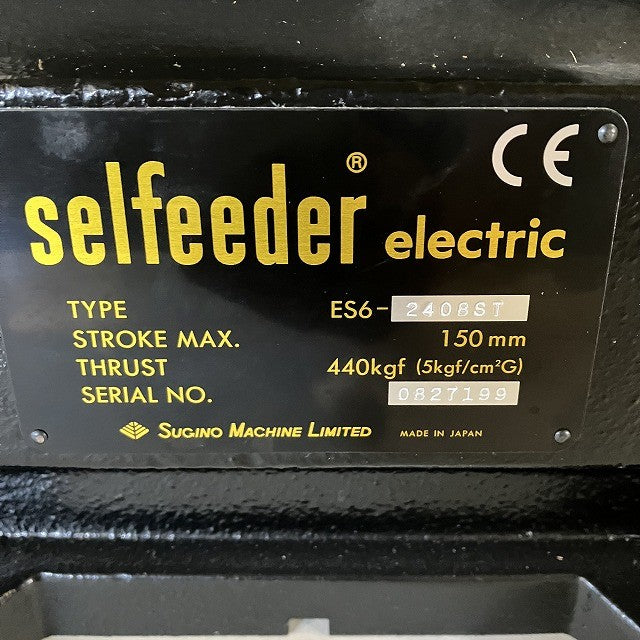 CE
selfeeder® electric
TYPE ES6-2408ST
STROKE MAX. 150mm
THRUST 440kgf (5kgf/cm²G)
SERIAL NO. 0827199
SUGINO MACHINE LIMITED MADE IN JAPAN